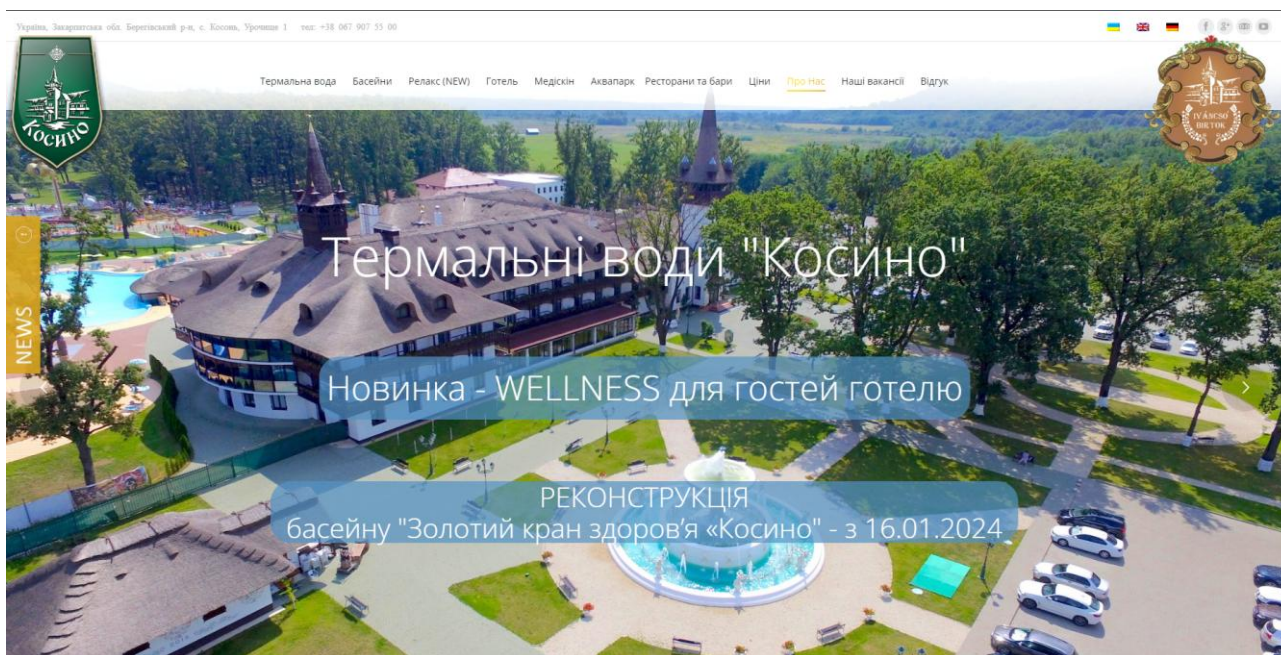 Україна, Закарпатська обл. Берегівський р-н, с. Косонь, Урочище 1 тел: +38 067 907 55 00
КОСИНО
Термальна вода Басейни Релакс (NEW) Готель Медіскін Аквапарк Ресторани та бари Ціни Про Нас Наші вакансії Відгук
IVÁNCSÓ
БІРТОК
NEWS
Термальні води "Косино"
Новинка - WELLNESS для гостей готелю
РЕКОНСТРУКЦІЯ
басейну "Золотий кран здоров’я «Косино" - з 16.01.2024